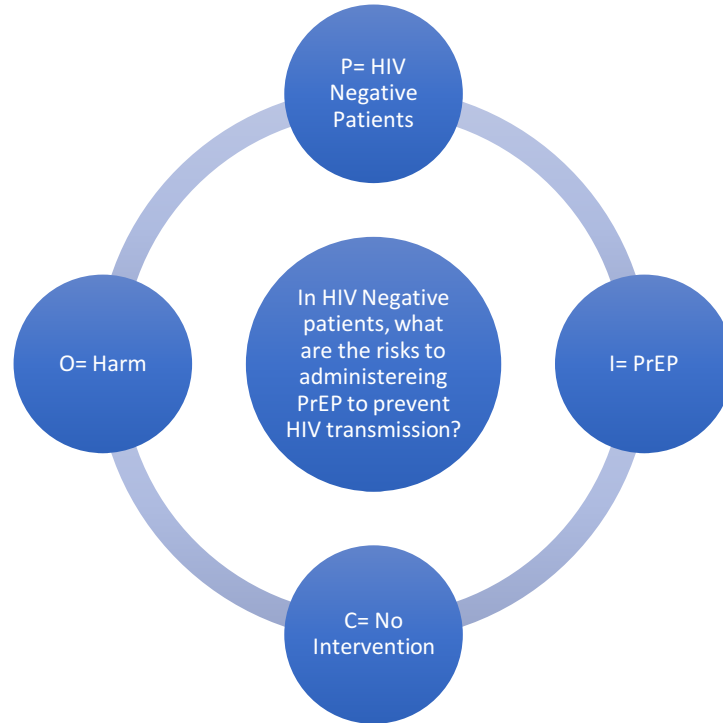 P= HIV
Negative
Patients
In HIV Negative
patients, what
are the risks to
administereing
PrEP to prevent
HIV transmission?
O= Harm
I= PrEP
C= No
Intervention